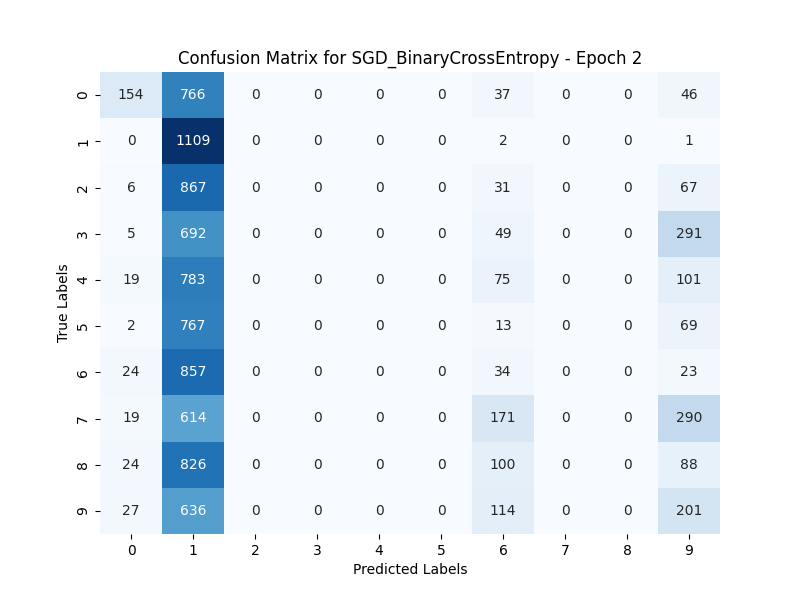 Confusion Matrix for SGD_BinaryCrossEntropy - Epoch 2
True Labels
0 154 766 0 0 0 0 37 0 0 46
1 0 1109 0 0 0 0 2 0 0 1
2 6 867 0 0 0 0 31 0 0 67
3 5 692 0 0 0 0 49 0 0 291
4 19 783 0 0 0 0 75 0 0 101
5 2 767 0 0 0 0 13 0 0 69
6 24 857 0 0 0 0 34 0 0 23
7 19 614 0 0 0 0 171 0 0 290
8 24 826 0 0 0 0 100 0 0 88
9 27 636 0 0 0 0 114 0 0 201
0 1 2 3 4 5 6 7 8 9
Predicted Labels